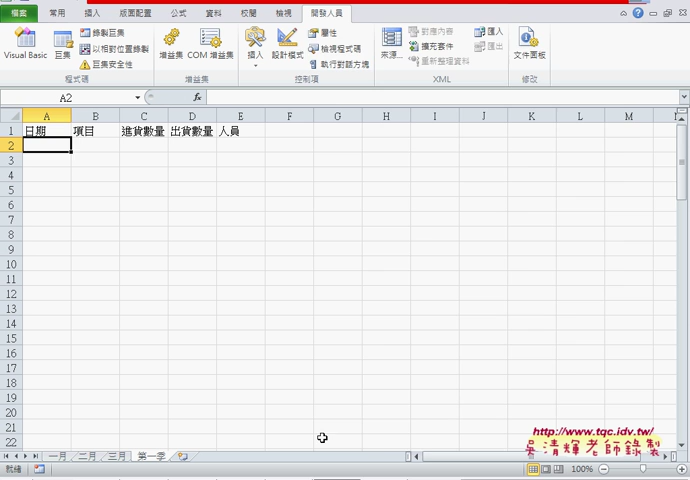 檔案 常用 插入 版面配置 公式 資料 校閱 檢視 開發人員
Visual Basic 巨集 錄製巨集 以相對位置錄製 巨集安全性
增益集 COM 增益集
插入 設計模式 屬性 檢視程式碼 執行對話方塊
來源... 對應內容 擴充套件 重新整理資料 匯入 匯出
文件面板
程式碼 增益集 控制項 XML 修改
A2 fx
A B C D E F G H I J K L M N
1 日期 項目 進貨數量 出貨數量 人員
2
3
4
5
6
7
8
9
10
11
12
13
14
15
16
17
18
19
20
21
22
http://www.tqc.idv.tw/
吳清輝老師錄製
一月 二月 三月 第一季
就緒 100%